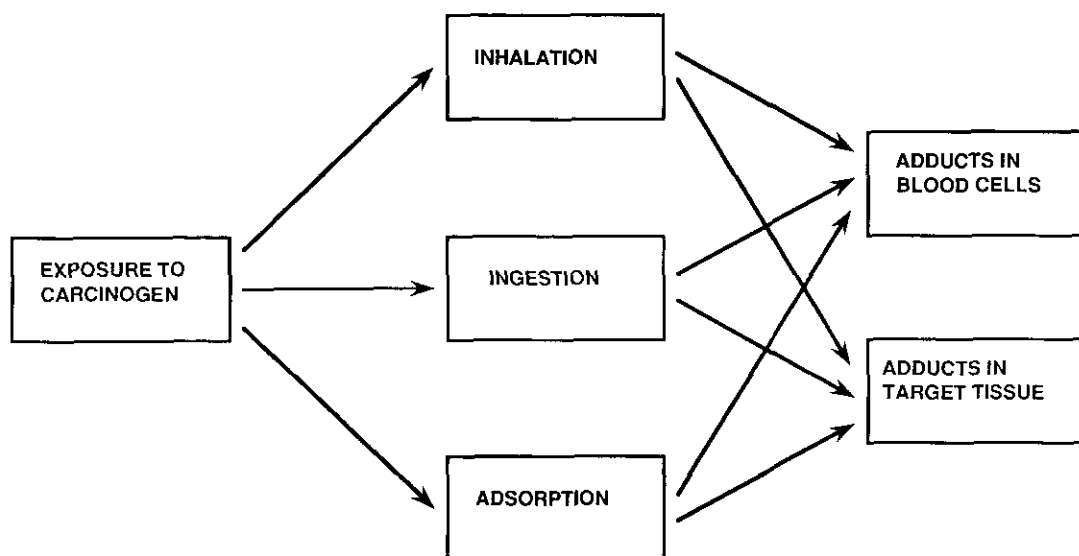 INHALATION
ADDUCTS IN
BLOOD CELLS
EXPOSURE TO
CARCINOGEN
INGESTION
ADDUCTS IN
TARGET TISSUE
ADSORPTION